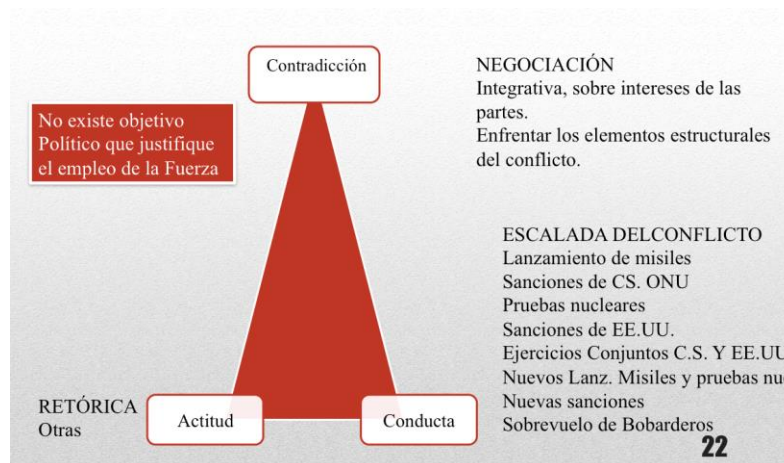 Contradicción
No existe objetivo
Político que justifique
el empleo de la Fuerza
NEGOCIACIÓN
Integrativa, sobre intereses de las
partes.
Enfrentar los elementos estructurales
del conflicto.
ESCALADA DELCONFLICTO
Lanzamiento de misiles
Sanciones de CS. ONU
Pruebas nucleares
Sanciones de EE.UU.
Ejercicios Conjuntos C.S. Y EE.UU
Nuevos Lanz. Misiles y pruebas nu
Nuevas sanciones
Sobrevuelo de Bobarderos
RETÓRICA
Otras
Actitud
Conducta
22